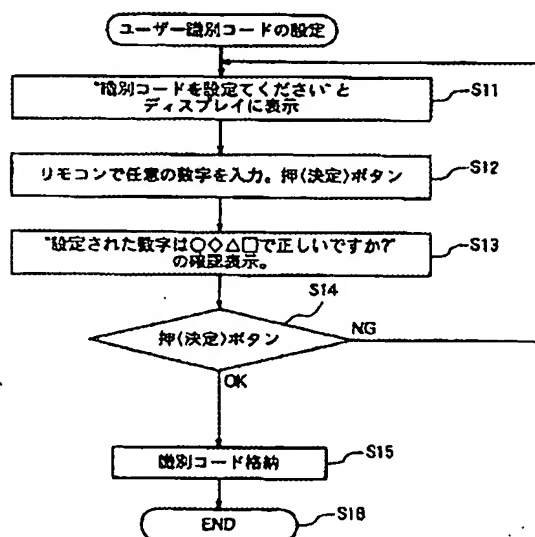 ユーザー識別コードの設定
"識別コードを設定てください"と
ディスプレイに表示
S11
リモコンで任意の数字を入力。押(決定)ボタン
S12
"設定された数字は○◇△□で正しいですか?"
の確認表示。
S13
S14
押(決定)ボタン
NG
OK
識別コード格納
S15
END
S16